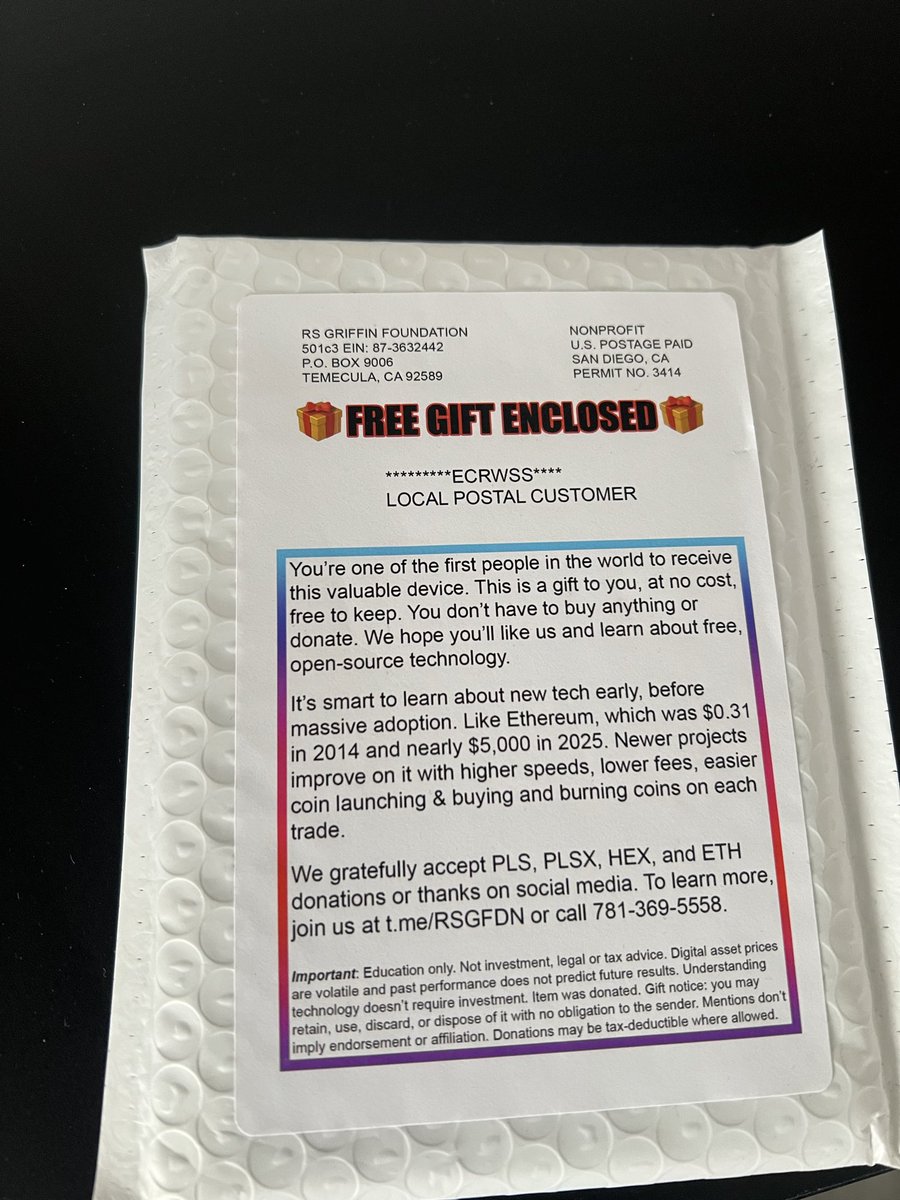 RS GRIFFIN FOUNDATION
501c3 EIN: 87-3632442
P.O. BOX 9006
TEMECULA, CA 92589
NONPROFIT
U.S. POSTAGE PAID
SAN DIEGO, CA
PERMIT NO. 3414
FREE GIFT ENCLOSED
*********ECRWSS****
LOCAL POSTAL CUSTOMER
You’re one of the first people in the world to receive
this valuable device. This is a gift to you, at no cost,
free to keep. You don’t have to buy anything or
donate. We hope you’ll like us and learn about free,
open-source technology.
It’s smart to learn about new tech early, before
massive adoption. Like Ethereum, which was $0.31
in 2014 and nearly $5,000 in 2025. Newer projects
improve on it with higher speeds, lower fees, easier
coin launching & buying and burning coins on each
trade.
We gratefully accept PLS, PLSX, HEX, and ETH
donations or thanks on social media. To learn more,
join us at t.me/RSGFDN or call 781-369-5558.
Important: Education only. Not investment, legal or tax advice. Digital asset prices
are volatile and past performance does not predict future results. Understanding
technology doesn’t require investment. Item was donated. Gift notice: you may
retain, use, discard, or dispose of it with no obligation to the sender. Mentions don’t
imply endorsement or affiliation. Donations may be tax-deductible where allowed.